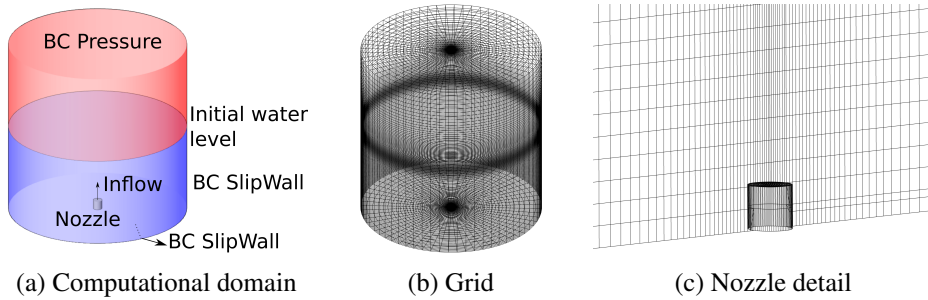 BC Pressure
Initial water
level
Inflow
BC SlipWall
Nozzle
BC SlipWall
(a) Computational domain
(b) Grid
(c) Nozzle detail